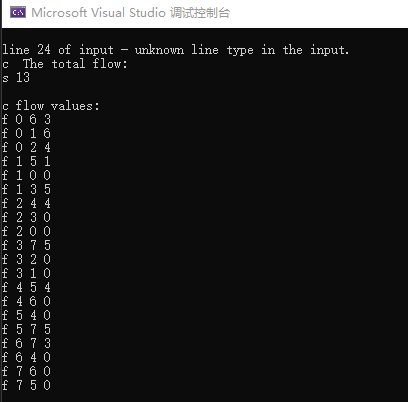 Microsoft Visual Studio 调试控制台
line 24 of input - unknown line type in the input.
c  The total flow:
s 13
c flow values:
f 0 6 3
f 0 1 6
f 0 2 4
f 1 5 1
f 1 0 0
f 1 3 5
f 2 4 4
f 2 3 0
f 2 0 0
f 3 7 5
f 3 2 0
f 3 1 0
f 4 5 4
f 4 6 0
f 5 4 0
f 5 7 5
f 6 7 3
f 6 4 0
f 7 6 0
f 7 5 0